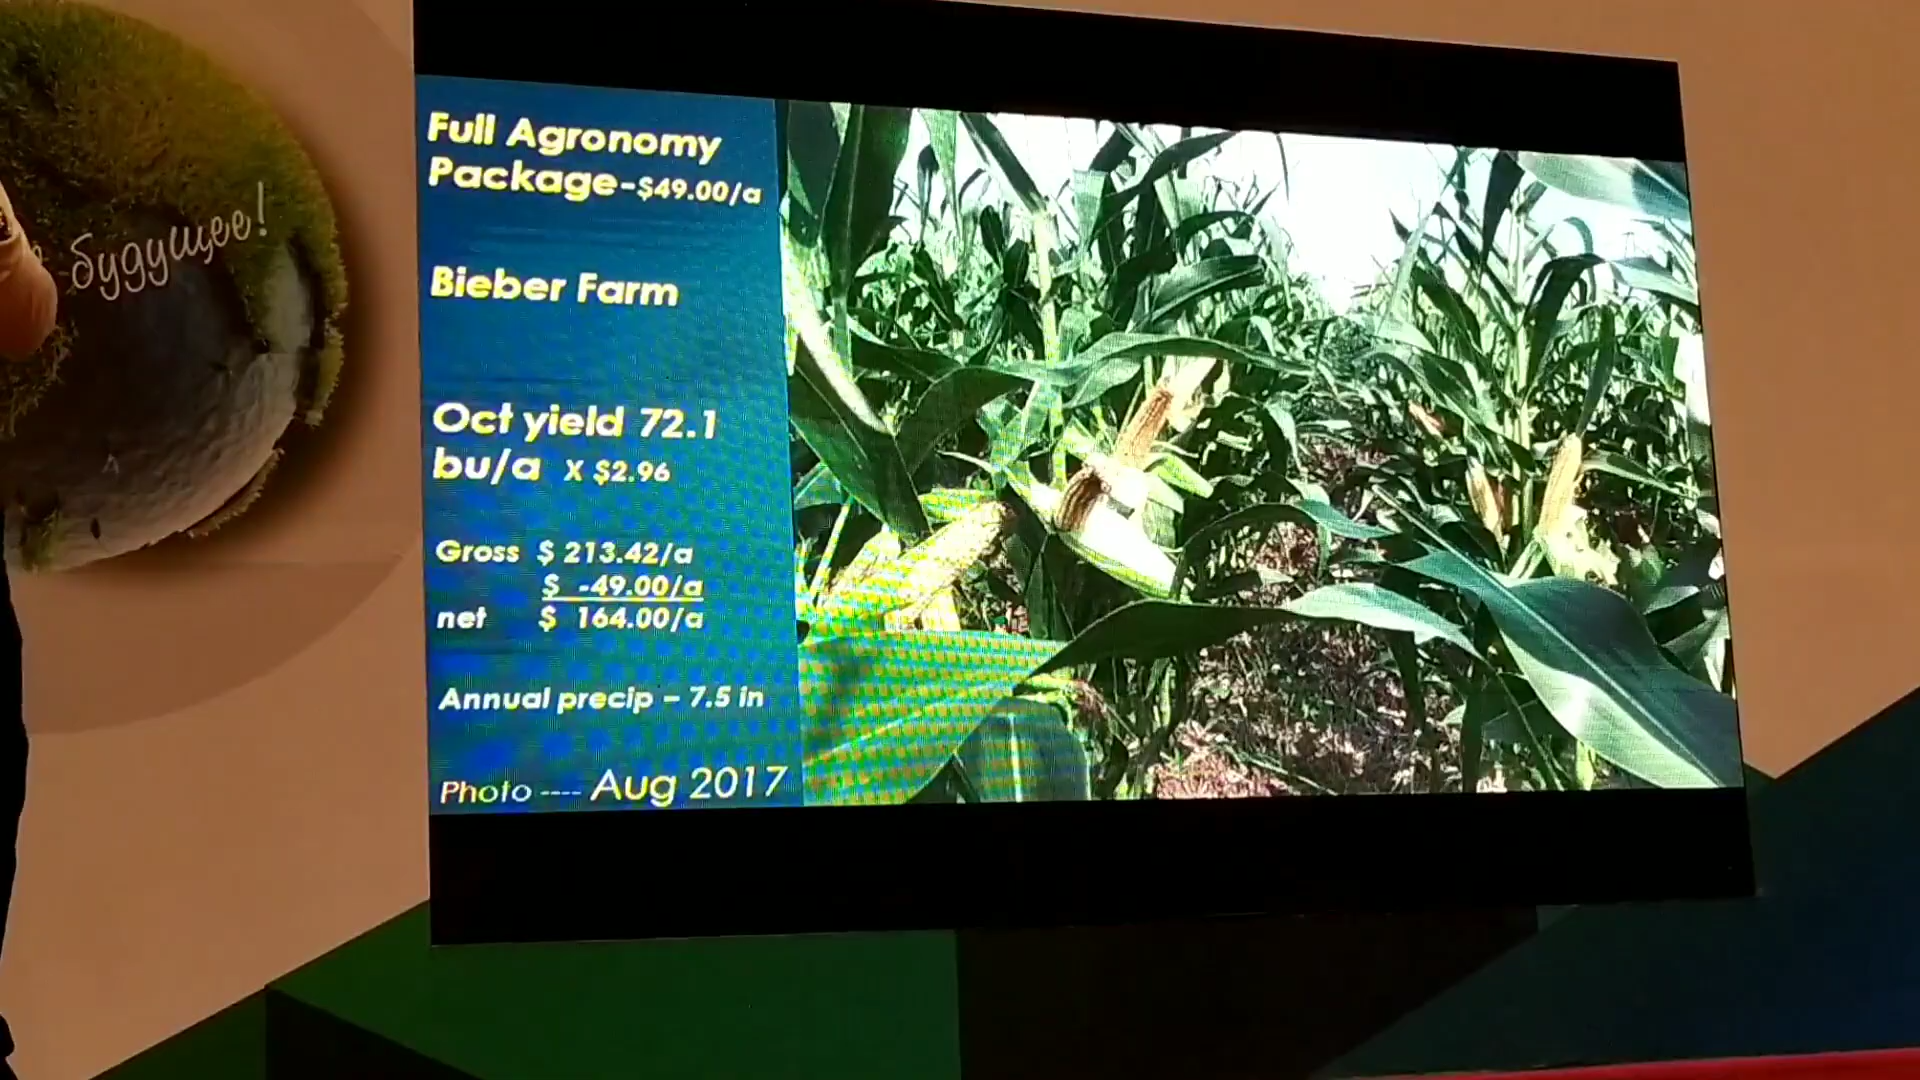 будущее!
Full Agronomy
Package-$49.00/a
Bieber Farm
Oct yield 72.1
bu/a X $2.96
Gross $ 213.42/a
$ -49.00/a
net $ 164.00/a
Annual precip – 7.5 in
Photo ---- Aug 2017